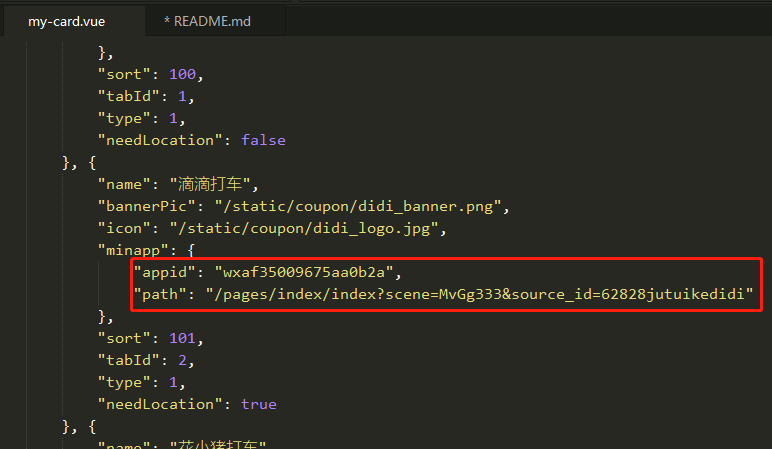 my-card.vue
* README.md
},
"sort": 100,
"tabId": 1,
"type": 1,
"needLocation": false
}, {
"name": "滴滴打车",
"bannerPic": "/static/coupon/didi_banner.png",
"icon": "/static/coupon/didi_logo.jpg",
"minapp": {
"appid": "wxaf35009675aa0b2a",
"path": "/pages/index/index?scene=MvGg333&source_id=62828jutuikedidi"
},
"sort": 101,
"tabId": 2,
"type": 1,
"needLocation": true
}, {
"name": "花小猪打车"